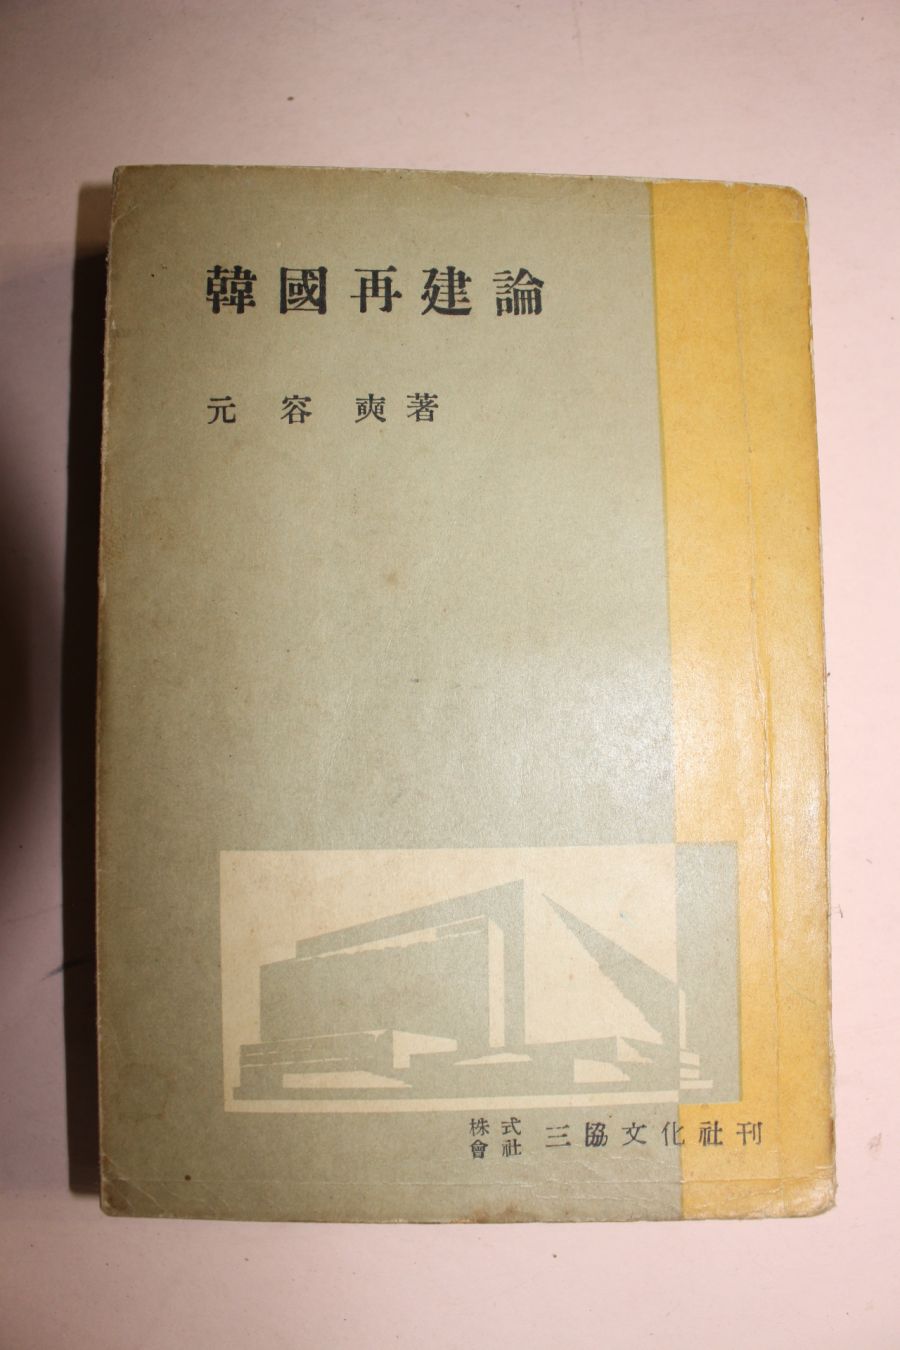 韓國再建論
元容奭著
株式會社 三協文化社刊